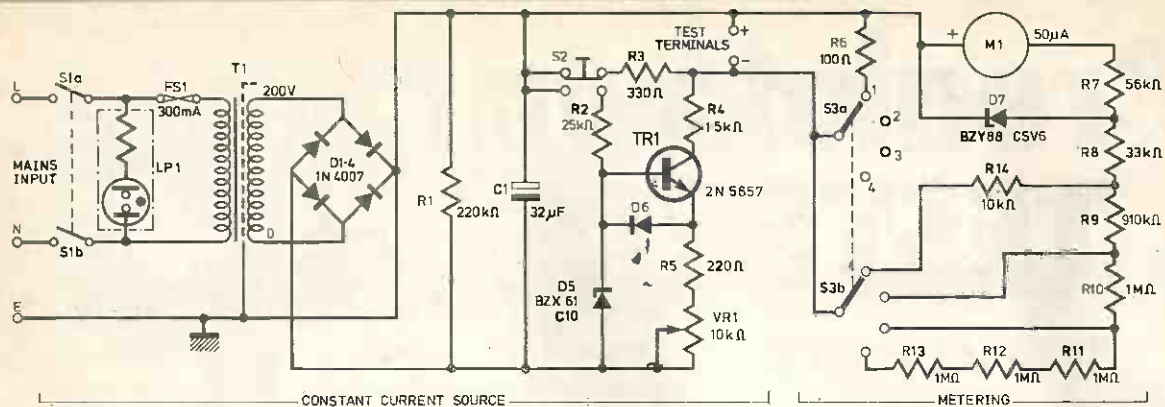 L
S1a
FS1
300mA
T1
200V
0
MAINS
INPUT
LP1
N
S1b
E
D1-4
1N 4007
R1
220kΩ
C1
32µF
S2
R3
330Ω
R2
25kΩ
TEST
TERMINALS
+
-
R4
15kΩ
TR1
2N 5657
D6
D5
BZX 61
C10
R5
220Ω
VR1
10kΩ
R6
100Ω
S3a
1
2
3
4
S3b
+
M1
50µA
R7
56kΩ
D7
BZY88 C5V6
R8
33kΩ
R14
10kΩ
R9
910kΩ
R10
1MΩ
R13
1MΩ
R12
1MΩ
R11
1MΩ
CONSTANT CURRENT SOURCE
METERING